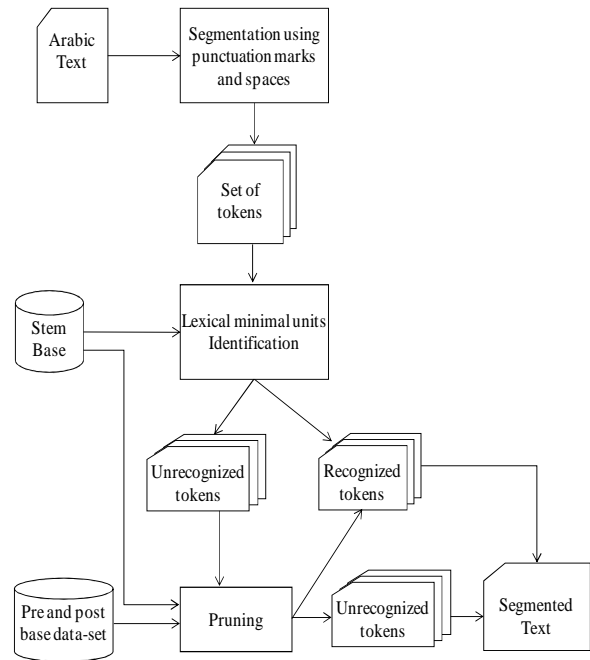 Arabic
Text
Segmentation using
punctuation marks
and spaces
Set of
tokens
Stem
Base
Lexical minimal units
Identification
Unrecognized
tokens
Recognized
tokens
Pre and post
base data-set
Pruning
Unrecognized
tokens
Segmented
Text